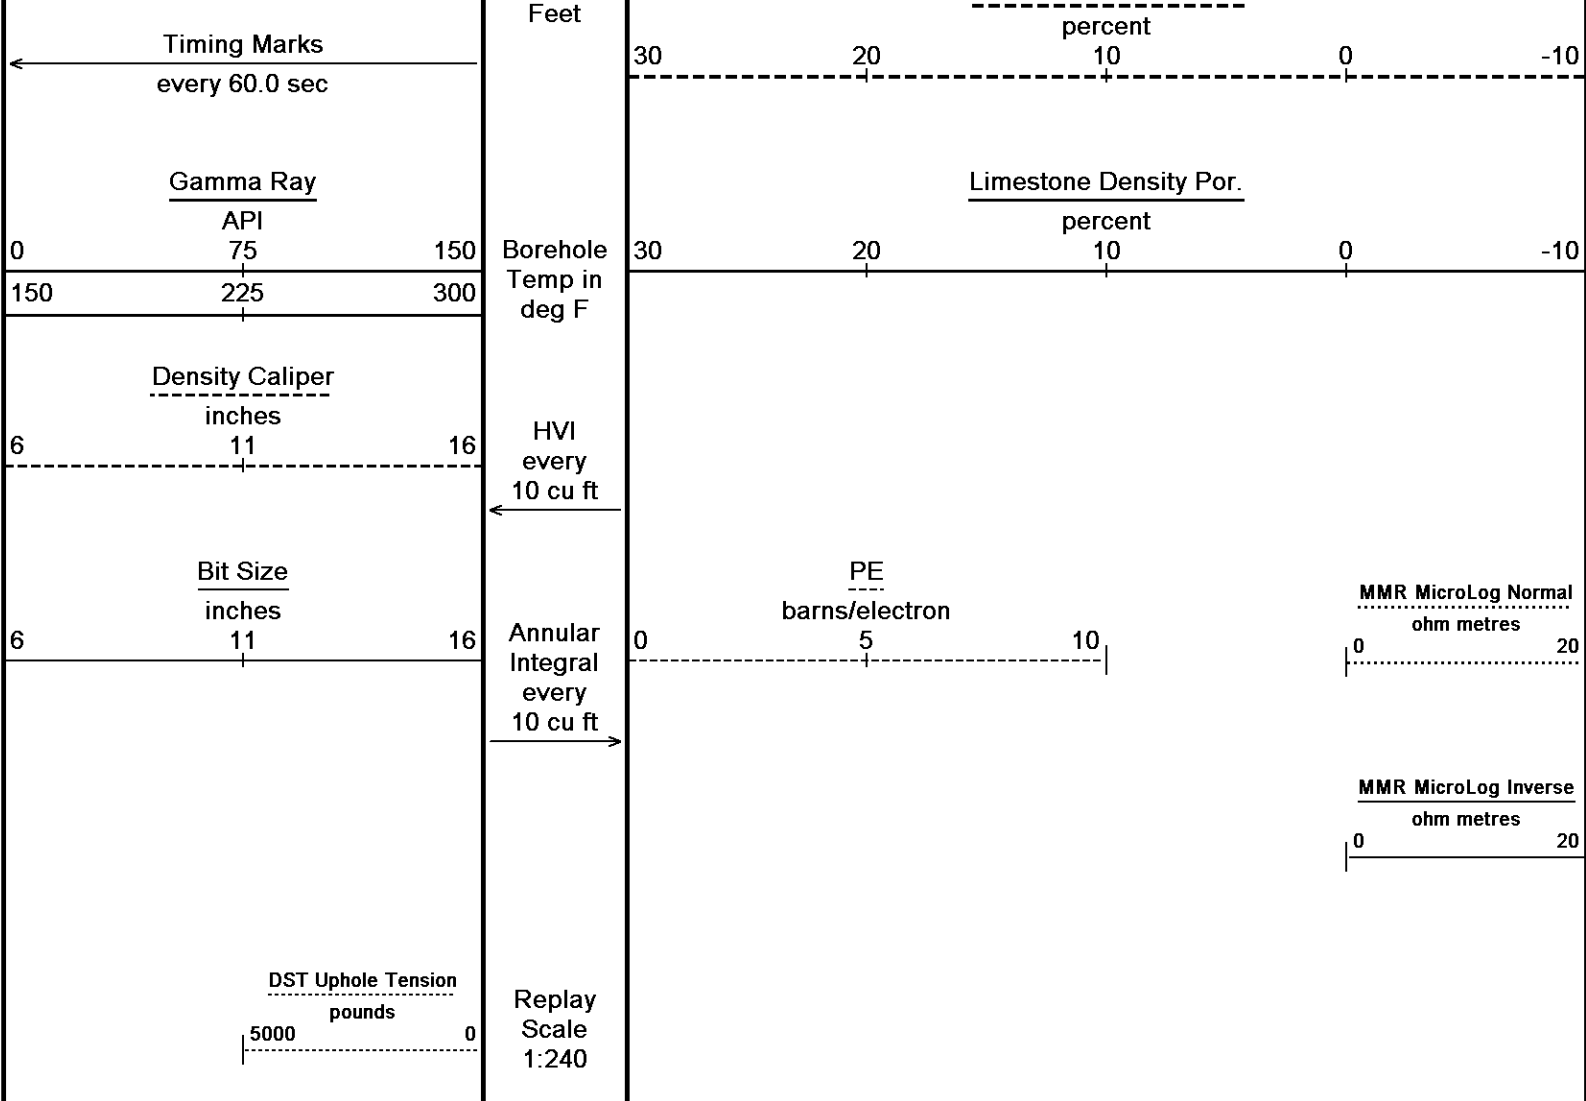 Feet
percent
30 20 10 0 -10
Timing Marks
every 60.0 sec
Gamma Ray
API
0 75 150
150 225 300
Borehole
Temp in
deg F
Limestone Density Por.
percent
30 20 10 0 -10
Density Caliper
inches
6 11 16
HVI
every
10 cu ft
Bit Size
inches
6 11 16
Annular
Integral
every
10 cu ft
PE
barns/electron
0 5 10
MMR MicroLog Normal
ohm metres
0 20
MMR MicroLog Inverse
ohm metres
0 20
DST Uphole Tension
pounds
5000 0
Replay
Scale
1:240